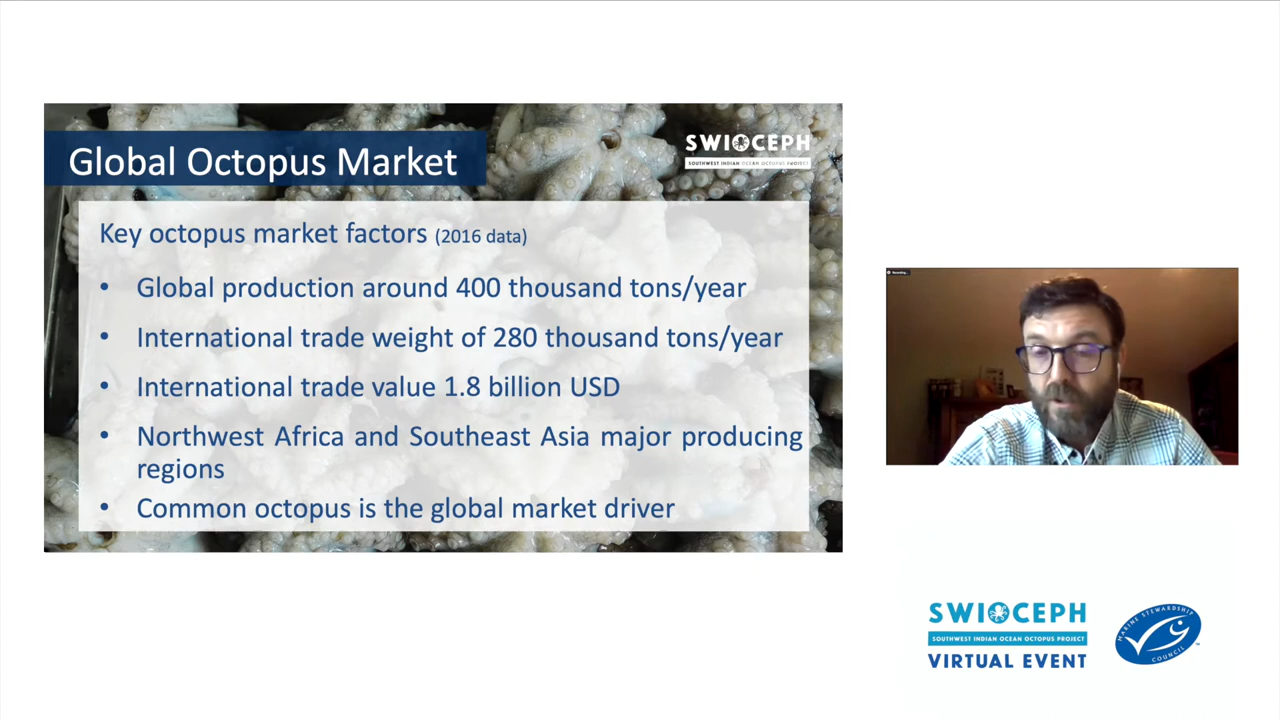 Global Octopus Market
SWIOCEPH
SOUTHWEST INDIAN OCEAN OCTOPUS PROJECT
Key octopus market factors (2016 data)
• Global production around 400 thousand tons/year
• International trade weight of 280 thousand tons/year
• International trade value 1.8 billion USD
• Northwest Africa and Southeast Asia major producing
regions
• Common octopus is the global market driver
Recording...
SWIOCEPH
SOUTHWEST INDIAN OCEAN OCTOPUS PROJECT
VIRTUAL EVENT
MARINE STEWARDSHIP
COUNCIL
TM